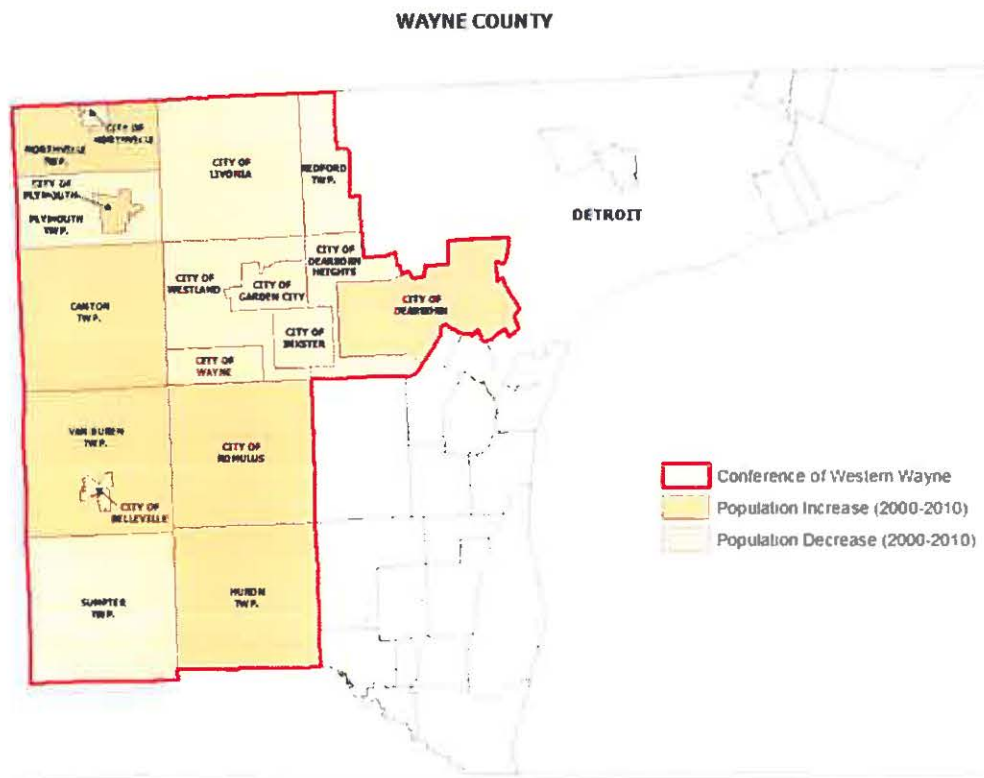 WAYNE COUNTY
CITY OF
NORTHVILLE
NORTHVILLE
TWP.
CITY OF
LIVONIA
REDFORD
TWP.
CITY OF
PLYMOUTH
PLYMOUTH
TWP.
DETROIT
CITY OF
DEARBORN
HEIGHTS
CITY OF
WESTLAND
CITY OF
GARDEN CITY
CITY OF
DEARBORN
CANTON
TWP.
CITY OF
INKSTER
CITY OF
WAYNE
VAN BUREN
TWP.
CITY OF
ROMULUS
CITY OF
BELLEVILLE
Conference of Western Wayne
Population Increase (2000-2010)
Population Decrease (2000-2010)
SUMPTER
TWP.
HURON
TWP.